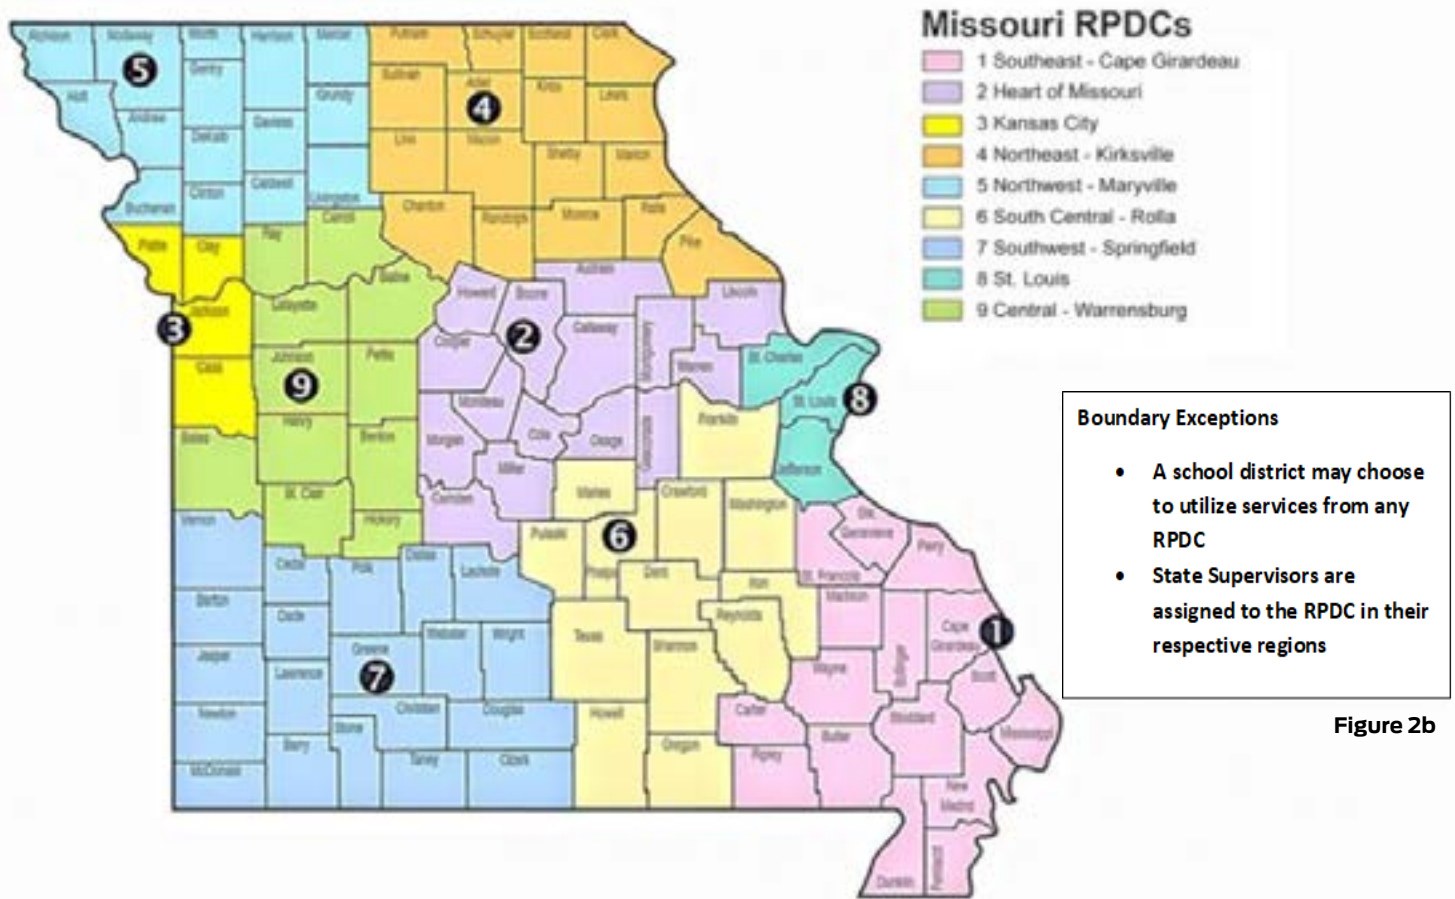 Missouri RPDCs
1 Southeast - Cape Girardeau
2 Heart of Missouri
3 Kansas City
4 Northeast - Kirksville
5 Northwest - Maryville
6 South Central - Rolla
7 Southwest - Springfield
8 St. Louis
9 Central - Warrensburg
Boundary Exceptions
• A school district may choose
to utilize services from any
RPDC
• State Supervisors are
assigned to the RPDC in their
respective regions
Figure 2b
Atchison
Nodaway
Worth
Harrison
Mercer
Putnam
Schuyler
Scotland
Clark
5
Gentry
Holt
Sullivan
Adair
Knox
Lewis
Grundy
4
Andrew
DeKalb
Daviess
Linn
Macon
Shelby
Marion
Buchanan
Clinton
Caldwell
Livingston
Chariton
Randolph
Monroe
Ralls
Carroll
Pike
Platte
Clay
Ray
Saline
Audrain
Howard
Boone
Lincoln
Jackson
Lafayette
3
2
Callaway
Montgomery
Cooper
Johnson
Pettis
Warren
St. Charles
Cass
9
St. Louis
8
Moniteau
Henry
Benton
Morgan
Cole
Osage
Gasconade
Franklin
Bates
Miller
Jefferson
St. Clair
Camden
Maries
Crawford
Washington
Vernon
Hickory
Pulaski
6
Ste.
Genevieve
Perry
Cedar
Polk
Dallas
Laclede
Phelps
Dent
Iron
St. Francois
Barton
Dade
Madison
Reynolds
Cape
Girardeau
1
Jasper
Greene
Webster
Wright
Texas
Shannon
Lawrence
7
Wayne
Bollinger
Scott
Newton
Christian
Douglas
Howell
Carter
Stoddard
Stone
Mississippi
Barry
Taney
Ozark
Oregon
Ripley
Butler
McDonald
New
Madrid
Dunklin
Pemiscot